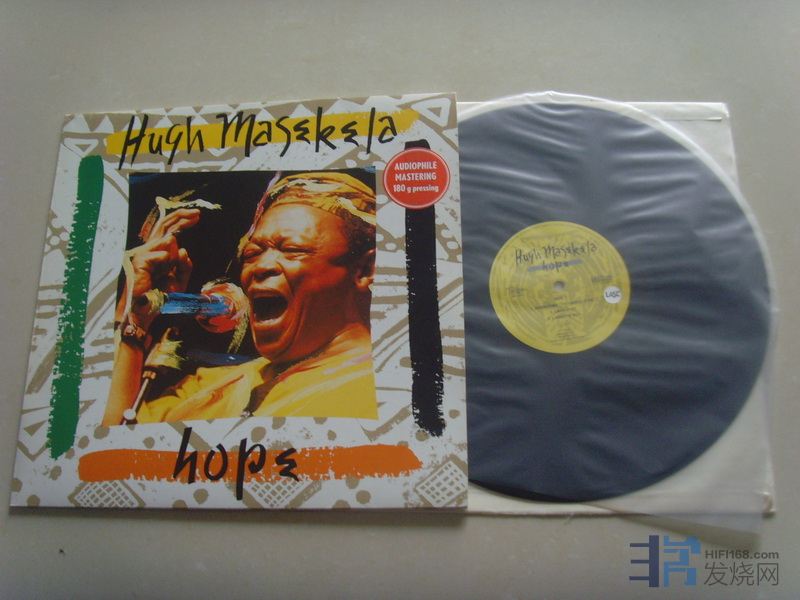 Hugh Masekela
AUDIOPHILE
MASTERING
180 g pressing
hope
Hugh Masekela
hope
HIFI168.com
发烧网